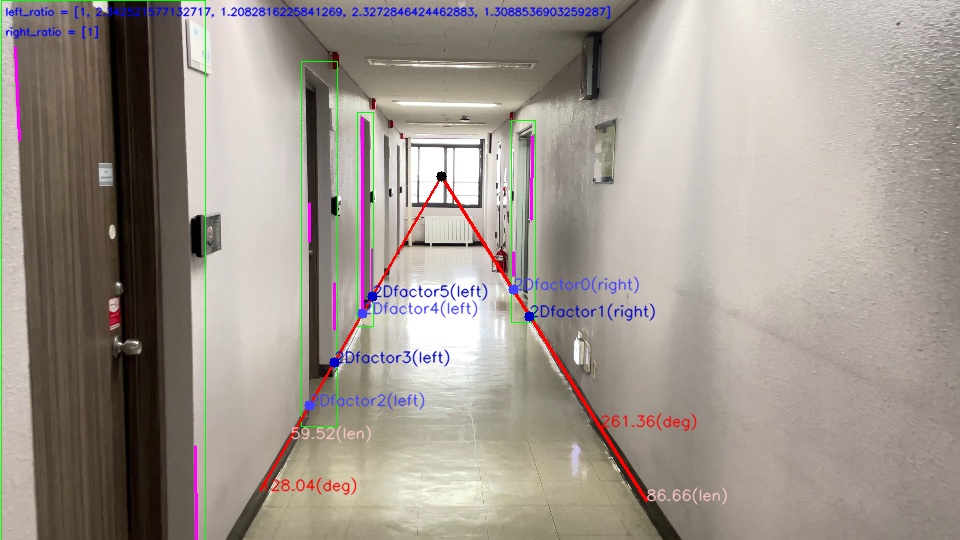 left_ratio = [1, 2.342521577132717, 1.2082816225841269, 2.3272846424462883, 1.3088536903259287]
right_ratio = [1]
2Dfactor0(right)
2Dfactor5(left)
2Dfactor4(left)
2Dfactor1(right)
2Dfactor3(left)
2Dfactor2(left)
261.36(deg)
59.52(len)
28.04(deg)
86.66(len)